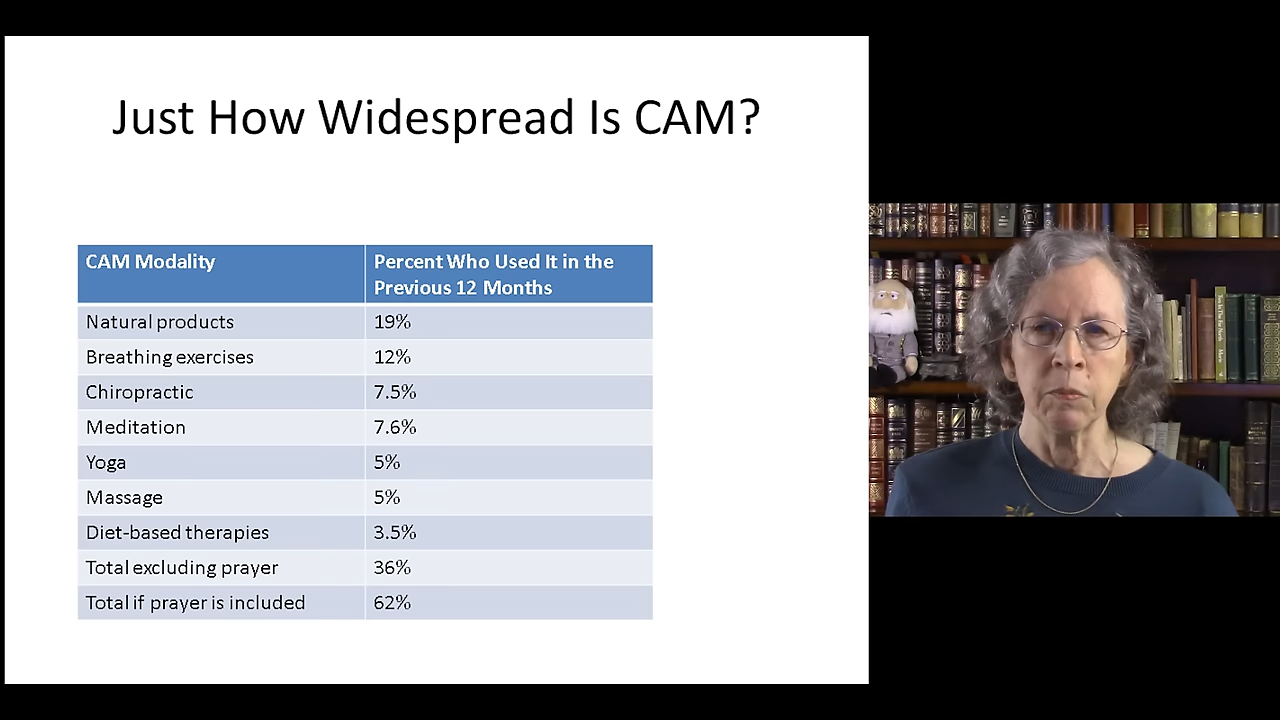 Just How Widespread Is CAM?
CAM Modality Percent Who Used It in the
Previous 12 Months
Natural products 19%
Breathing exercises 12%
Chiropractic 7.5%
Meditation 7.6%
Yoga 5%
Massage 5%
Diet-based therapies 3.5%
Total excluding prayer 36%
Total if prayer is included 62%